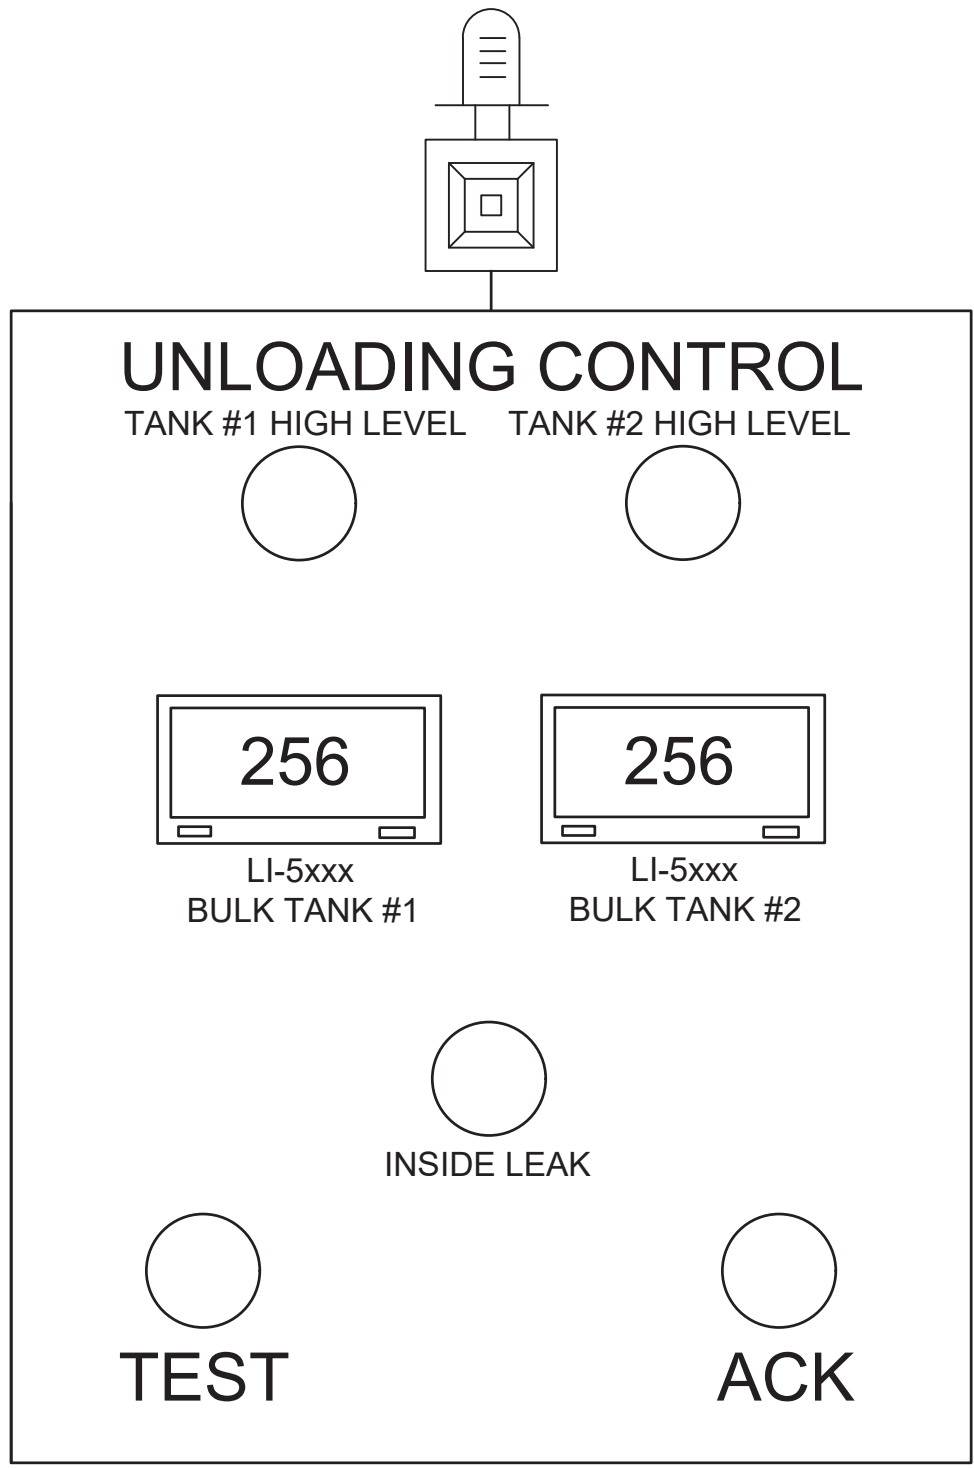 UNLOADING CONTROL
TANK #1 HIGH LEVEL TANK #2 HIGH LEVEL
256 256
LI-5xxx LI-5xxx
BULK TANK #1 BULK TANK #2
INSIDE LEAK
TEST ACK